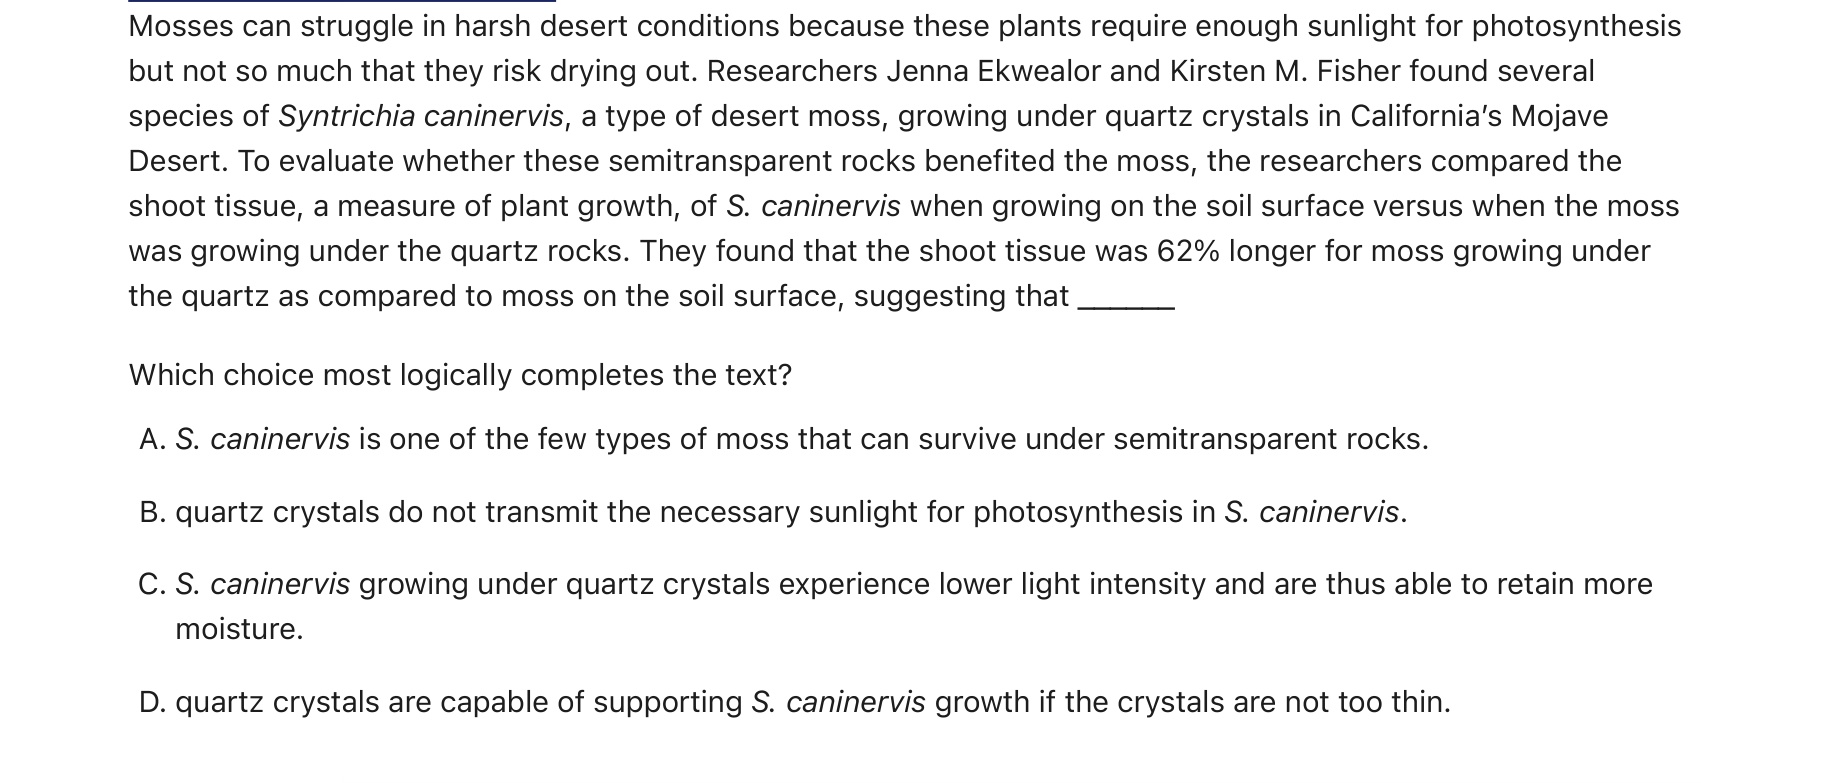 Mosses can struggle in harsh desert conditions because these plants require enough sunlight for photosynthesis
but not so much that they risk drying out. Researchers Jenna Ekwealor and Kirsten M. Fisher found several
species of Syntrichia caninervis, a type of desert moss, growing under quartz crystals in California’s Mojave
Desert. To evaluate whether these semitransparent rocks benefited the moss, the researchers compared the
shoot tissue, a measure of plant growth, of S. caninervis when growing on the soil surface versus when the moss
was growing under the quartz rocks. They found that the shoot tissue was 62% longer for moss growing under
the quartz as compared to moss on the soil surface, suggesting that ______
Which choice most logically completes the text?
A. S. caninervis is one of the few types of moss that can survive under semitransparent rocks.
B. quartz crystals do not transmit the necessary sunlight for photosynthesis in S. caninervis.
C. S. caninervis growing under quartz crystals experience lower light intensity and are thus able to retain more
moisture.
D. quartz crystals are capable of supporting S. caninervis growth if the crystals are not too thin.